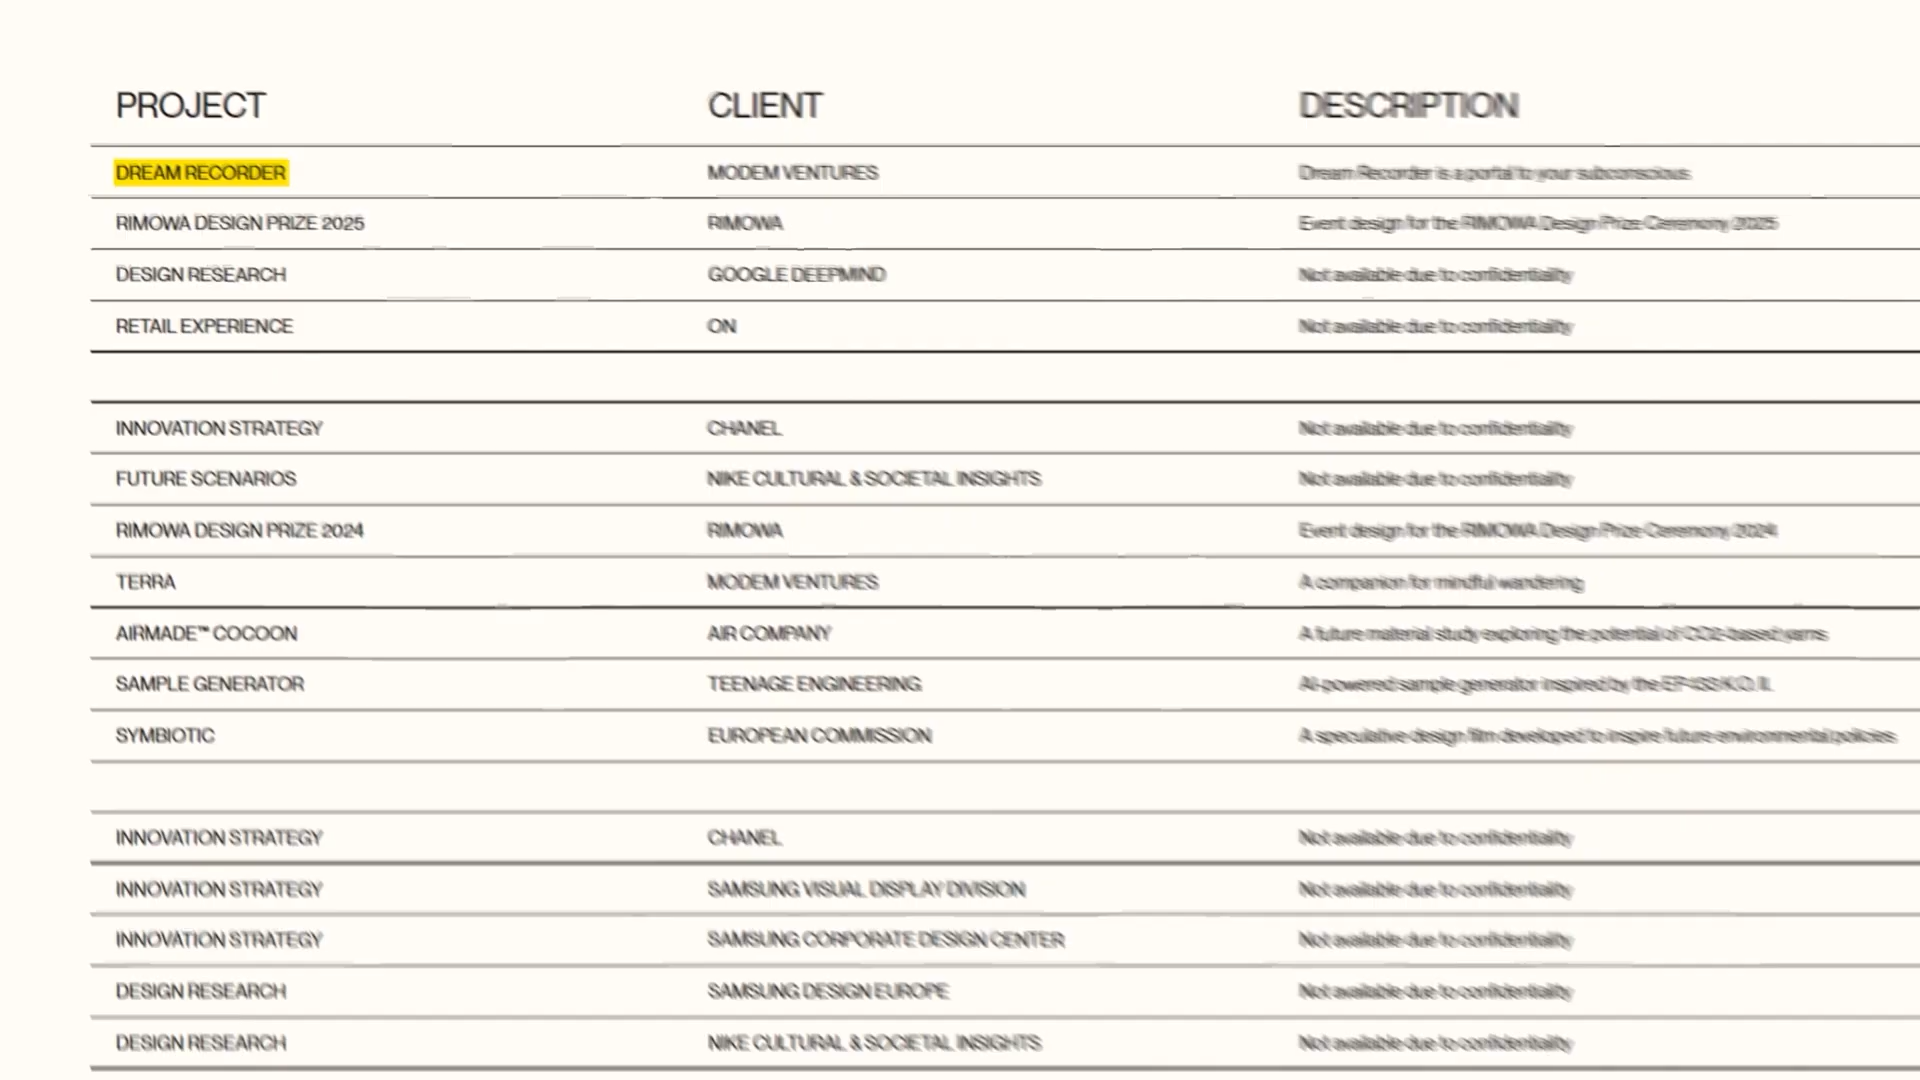 PROJECT CLIENT DESCRIPTION
DREAM RECORDER MODEM VENTURES Dream Recorder is a portal to your subconscious.
RIMOWA DESIGN PRIZE 2025 RIMOWA Event design for the RIMOWA Design Prize Ceremony 2025
DESIGN RESEARCH GOOGLE DEEPMIND Not available due to confidentiality
RETAIL EXPERIENCE ON Not available due to confidentiality
INNOVATION STRATEGY CHANEL Not available due to confidentiality
FUTURE SCENARIOS NIKE CULTURAL & SOCIETAL INSIGHTS Not available due to confidentiality
RIMOWA DESIGN PRIZE 2024 RIMOWA Event design for the RIMOWA Design Prize Ceremony 2024
TERRA MODEM VENTURES A companion for mindful wandering
AIRMADE™ COCOON AIR COMPANY A future material study exploring the potential of CO2-based yarns.
SAMPLE GENERATOR TEENAGE ENGINEERING AI-powered sample generator inspired by the EP-133 K.O. II.
SYMBIOTIC EUROPEAN COMMISSION A speculative design film developed to inspire future environmental policies.
INNOVATION STRATEGY CHANEL Not available due to confidentiality
INNOVATION STRATEGY SAMSUNG VISUAL DISPLAY DIVISION Not available due to confidentiality
INNOVATION STRATEGY SAMSUNG CORPORATE DESIGN CENTER Not available due to confidentiality
DESIGN RESEARCH SAMSUNG DESIGN EUROPE Not available due to confidentiality
DESIGN RESEARCH NIKE CULTURAL & SOCIETAL INSIGHTS Not available due to confidentiality